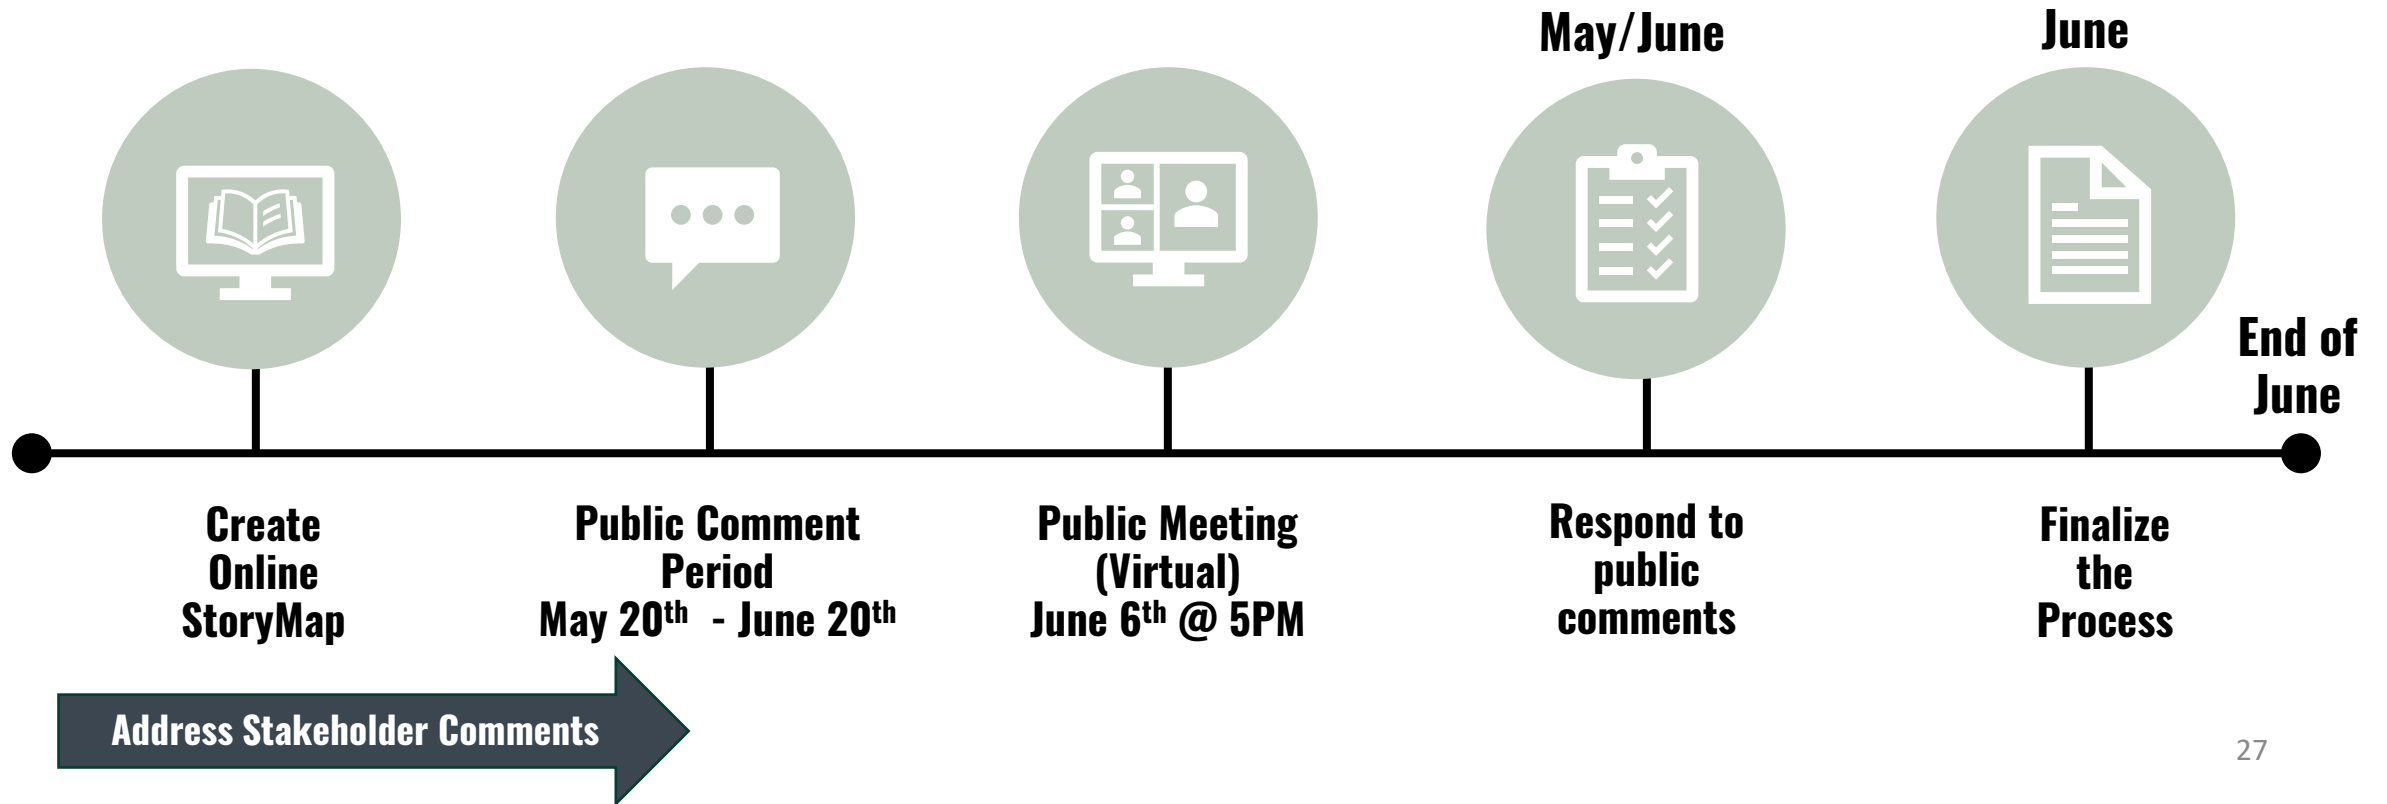 May/June
June
End of
June
Create
Online
StoryMap
Public Comment
Period
May 20th - June 20th
Public Meeting
(Virtual)
June 6th @ 5PM
Respond to
public
comments
Finalize
the
Process
Address Stakeholder Comments
27